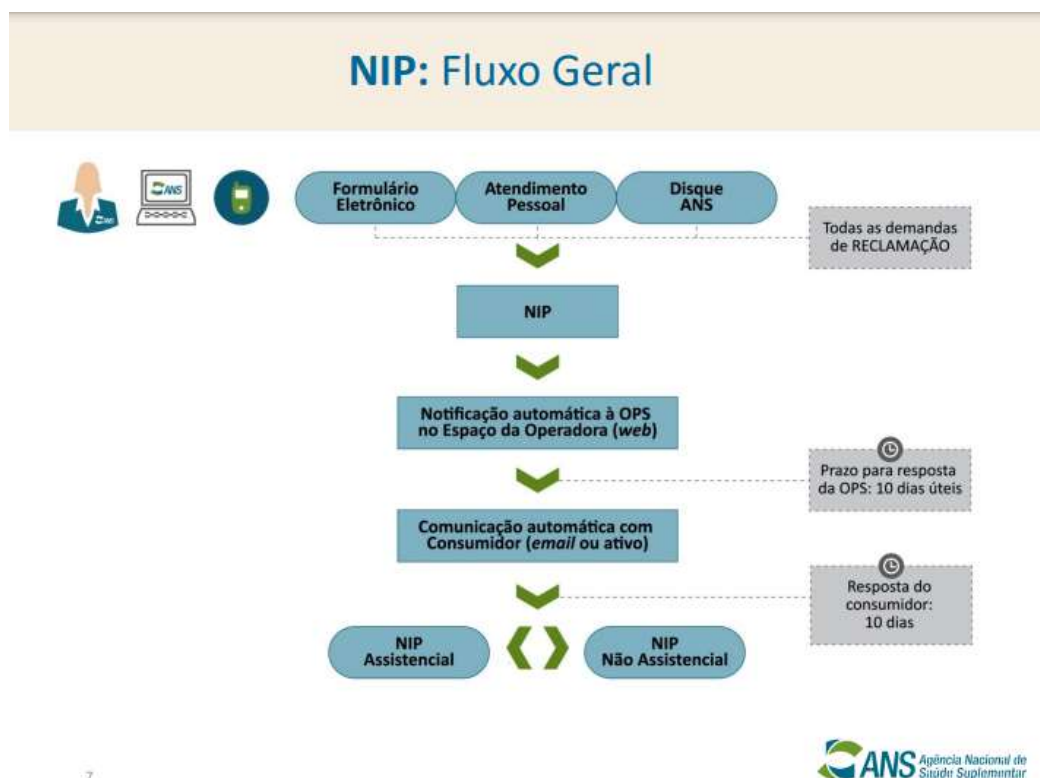 NIP: Fluxo Geral
ANS
ANS
Formulário
Eletrônico
Atendimento
Pessoal
Disque
ANS
Todas as demandas
de RECLAMAÇÃO
NIP
Notificação automática à OPS
no Espaço da Operadora (web)
Prazo para resposta
da OPS: 10 dias úteis
Comunicação automática com
Consumidor (email ou ativo)
Resposta do
consumidor:
10 dias
NIP
Assistencial
NIP
Não Assistencial
7
ANS Agência Nacional de
Saúde Suplementar